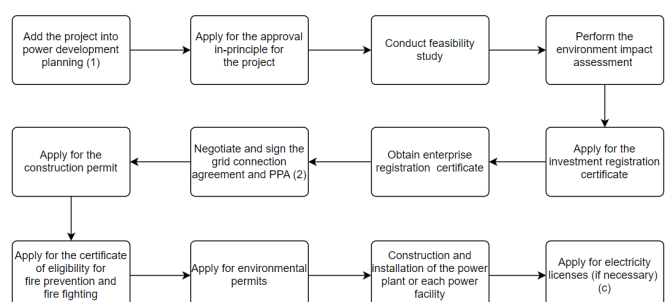 Add the project into
power development
planning (1)
Apply for the approval
in-principle for
the project
Conduct feasibility
study
Perform the
environment impact
assessment
Apply for the
investment registration
certificate
Obtain enterprise
registration certificate
Negotiate and sign the
grid connection
agreement and PPA (2)
Apply for the
construction permit
Apply for the certificate
of eligibility for
fire prevention and
fire fighting
Apply for environmental
permits
Construction and
installation of the power
plant or each power
facility
Apply for electricity
licenses (if necessary)
(c)